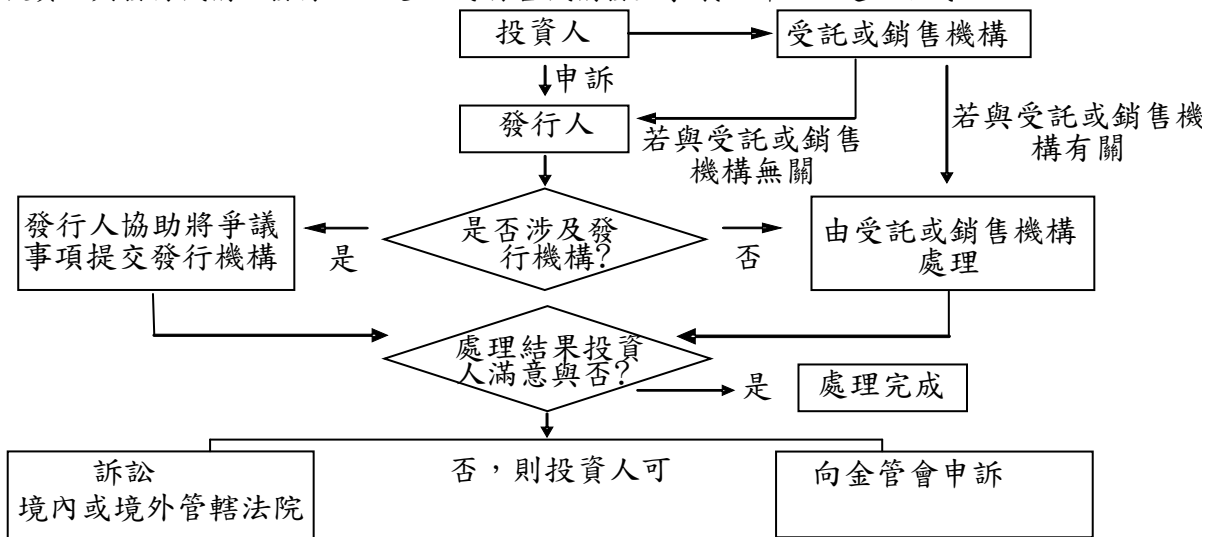 投資人
受託或銷售機構
申訴
發行人
若與受託或銷售
機構無關
若與受託或銷售機
構有關
發行人協助將爭議
事項提交發行機構
是
是否涉及發
行機構?
否
由受託或銷售機構
處理
處理結果投資
人滿意與否?
是
處理完成
訴訟
境內或境外管轄法院
否，則投資人可
向金管會申訴